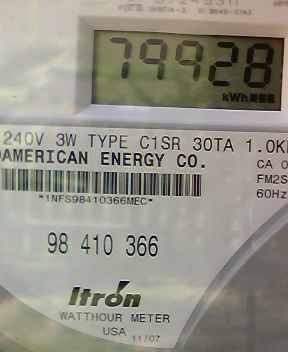 79928
kWh
240V 3W TYPE C1SR 30TA 1.0K
AMERICAN ENERGY CO.
CA
FM2S
60Hz
*1NFS98410366MEC*
98 410 366
Itron
WATTHOUR METER
USA 11/07